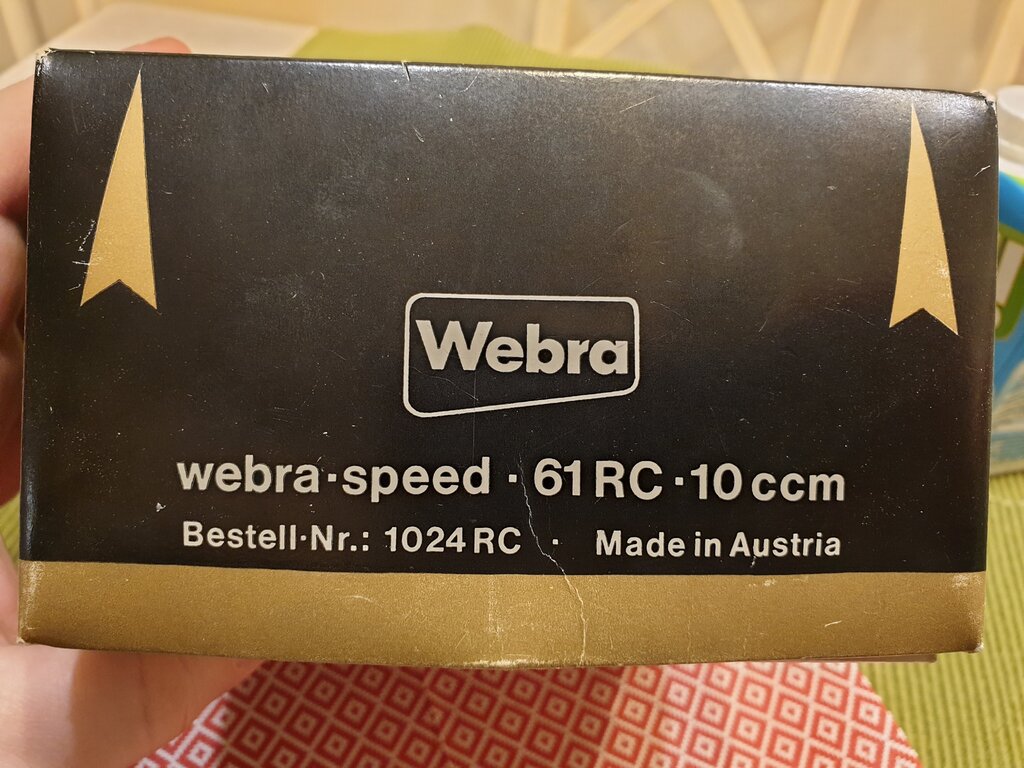 Webra
webra·speed · 61 RC · 10 ccm
Bestell·Nr.: 1024 RC · Made in Austria